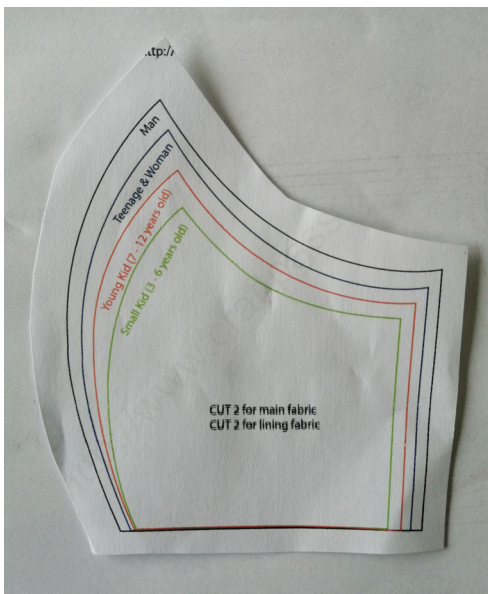 .ttp:/
Man
Teenage & Woman
Young Kid (7 - 12 years old)
Small Kid (3 - 6 years old)
CUT 2 for main fabric
CUT 2 for lining fabric